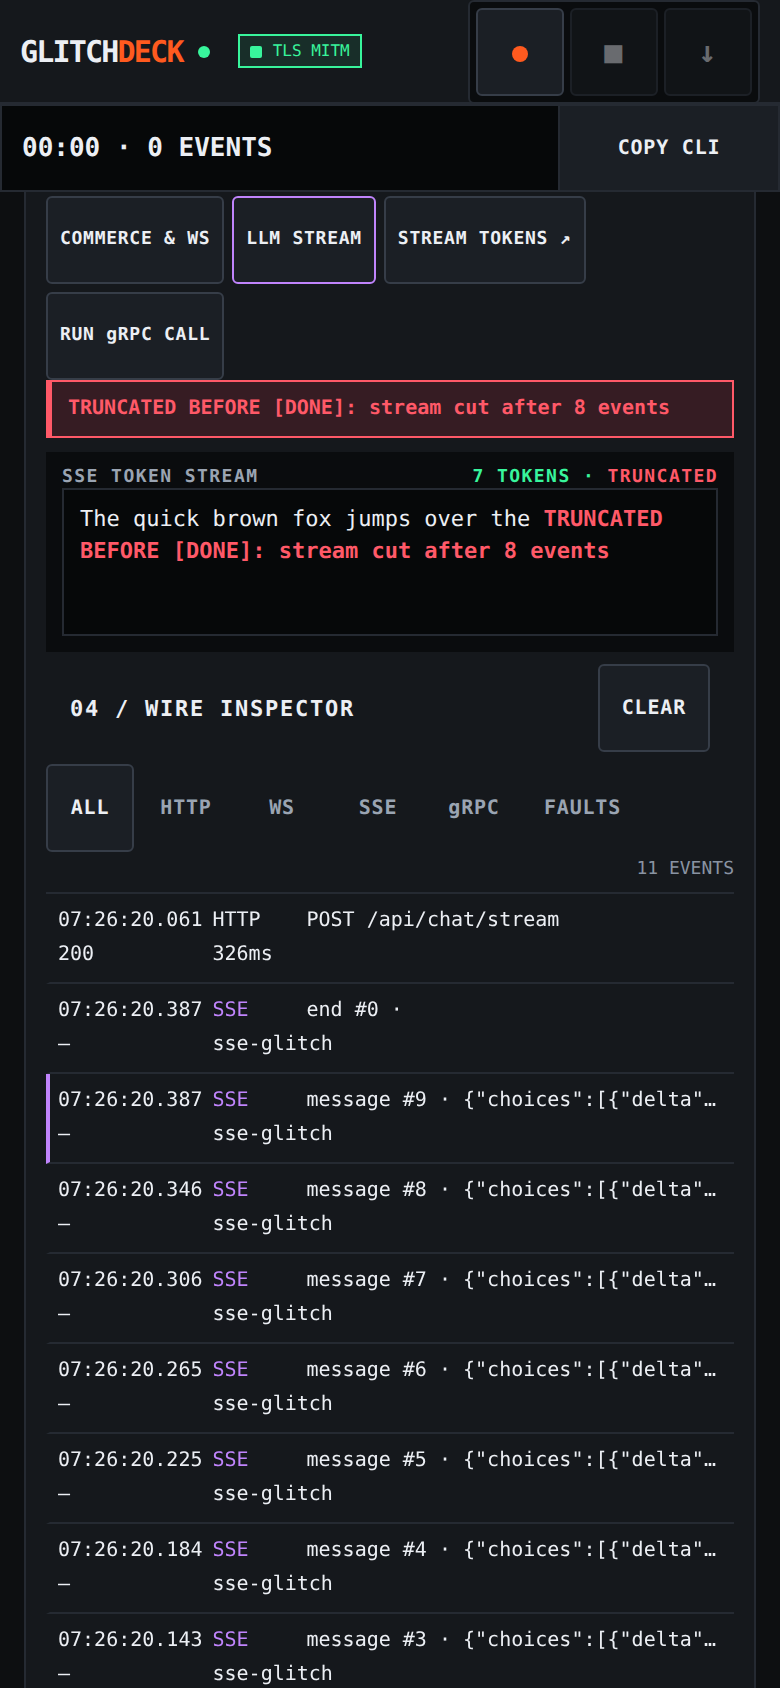 GLITCHDECK
TLS MITM
↓
00:00 · 0 EVENTS
COPY CLI
COMMERCE & WS
LLM STREAM
STREAM TOKENS ↗
RUN gRPC CALL
TRUNCATED BEFORE [DONE]: stream cut after 8 events
SSE TOKEN STREAM
7 TOKENS · TRUNCATED
The quick brown fox jumps over the TRUNCATED
BEFORE [DONE]: stream cut after 8 events
04 / WIRE INSPECTOR
CLEAR
ALL HTTP WS SSE gRPC FAULTS
11 EVENTS
07:26:20.061 HTTP POST /api/chat/stream
200 326ms
07:26:20.387 SSE end #0 ·
— sse-glitch
07:26:20.387 SSE message #9 · {"choices":[{"delta"…
— sse-glitch
07:26:20.346 SSE message #8 · {"choices":[{"delta"…
— sse-glitch
07:26:20.306 SSE message #7 · {"choices":[{"delta"…
— sse-glitch
07:26:20.265 SSE message #6 · {"choices":[{"delta"…
— sse-glitch
07:26:20.225 SSE message #5 · {"choices":[{"delta"…
— sse-glitch
07:26:20.184 SSE message #4 · {"choices":[{"delta"…
— sse-glitch
07:26:20.143 SSE message #3 · {"choices":[{"delta"…
— sse-glitch